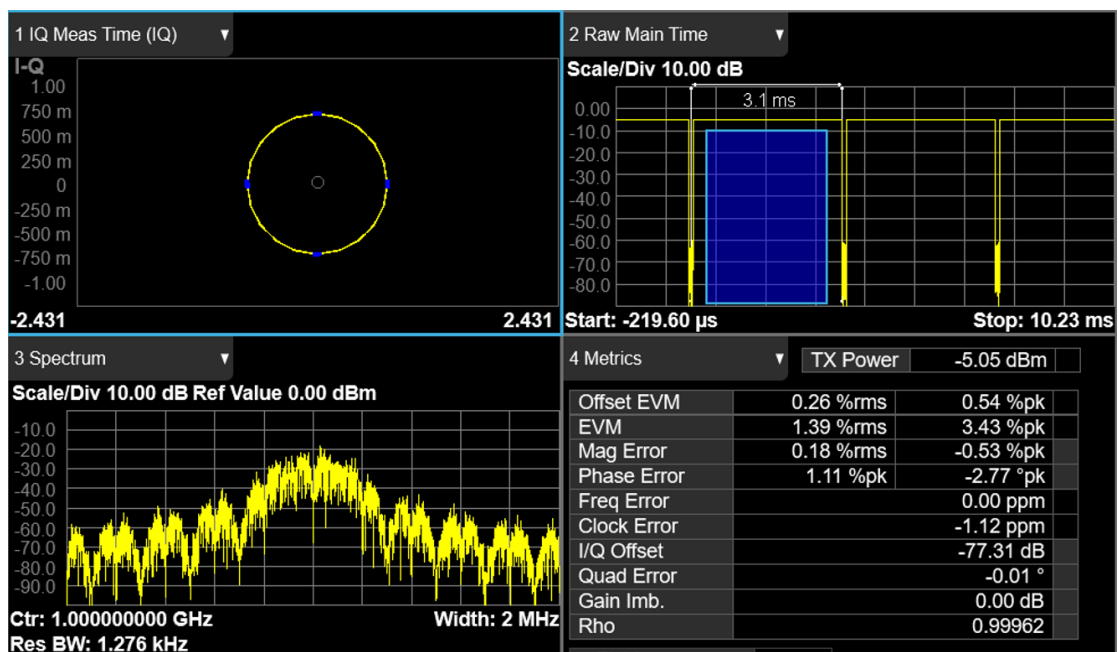 1 IQ Meas Time (IQ)
I-Q
1.00
750 m
500 m
250 m
0
-250 m
-500 m
-750 m
-1.00
-2.431 2.431
2 Raw Main Time
Scale/Div 10.00 dB
3.1 ms
0.00
-10.0
-20.0
-30.0
-40.0
-50.0
-60.0
-70.0
-80.0
Start: -219.60 µs Stop: 10.23 ms
3 Spectrum
Scale/Div 10.00 dB Ref Value 0.00 dBm
-10.0
-20.0
-30.0
-40.0
-50.0
-60.0
-70.0
-80.0
-90.0
Ctr: 1.000000000 GHz Width: 2 MHz
Res BW: 1.276 kHz
4 Metrics
TX Power -5.05 dBm
Offset EVM 0.26 %rms 0.54 %pk
EVM 1.39 %rms 3.43 %pk
Mag Error 0.18 %rms -0.53 %pk
Phase Error 1.11 %pk -2.77 °pk
Freq Error 0.00 ppm
Clock Error -1.12 ppm
I/Q Offset -77.31 dB
Quad Error -0.01 °
Gain Imb. 0.00 dB
Rho 0.99962